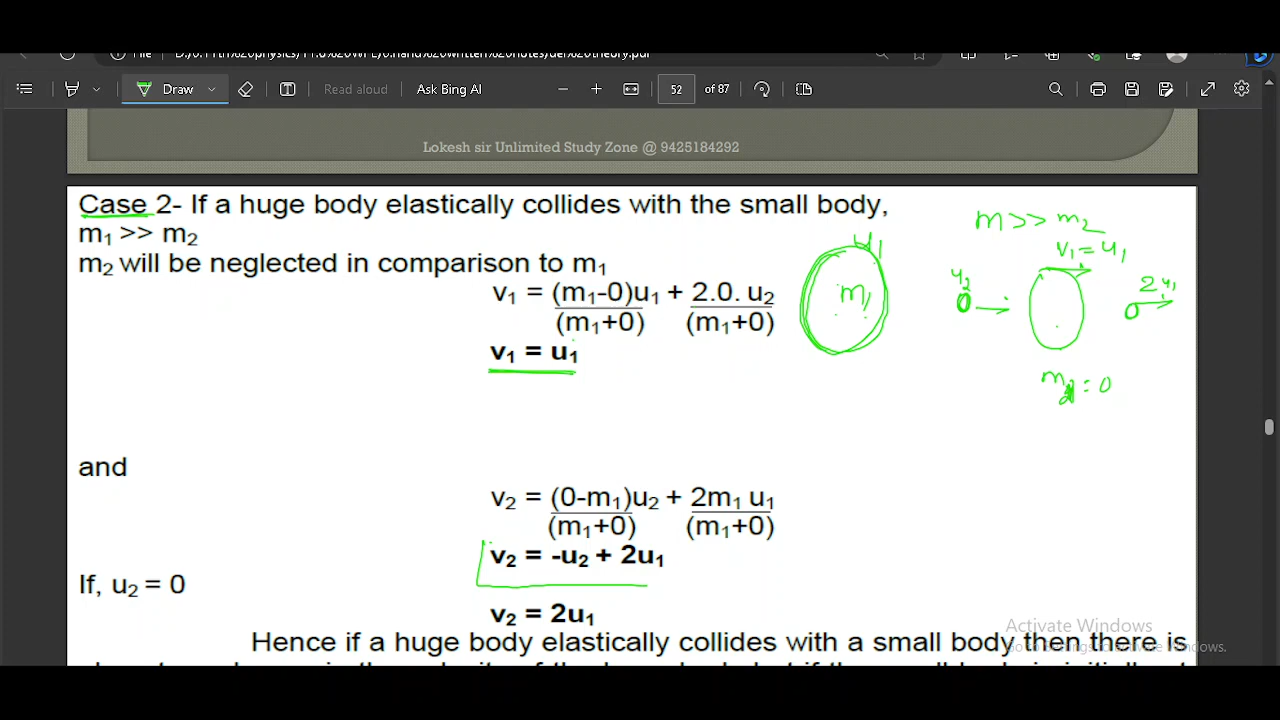 Draw
Read aloud
Ask Bing AI
52 of 87
Lokesh sir Unlimited Study Zone @ 9425184292
Case 2- If a huge body elastically collides with the small body,
m₁ >> m₂
m₂ will be neglected in comparison to m₁
v₁ = (m₁-0)u₁ + 2.0. u₂
(m₁+0) (m₁+0)
v₁ = u₁
u₁
m₁
m >> m₂
v₁ = u₁
u₂
2u₁
m₂ = 0
and
v₂ = (0-m₁)u₂ + 2m₁ u₁
(m₁+0) (m₁+0)
v₂ = -u₂ + 2u₁
If, u₂ = 0
v₂ = 2u₁
Hence if a huge body elastically collides with a small body then there is
Activate Windows